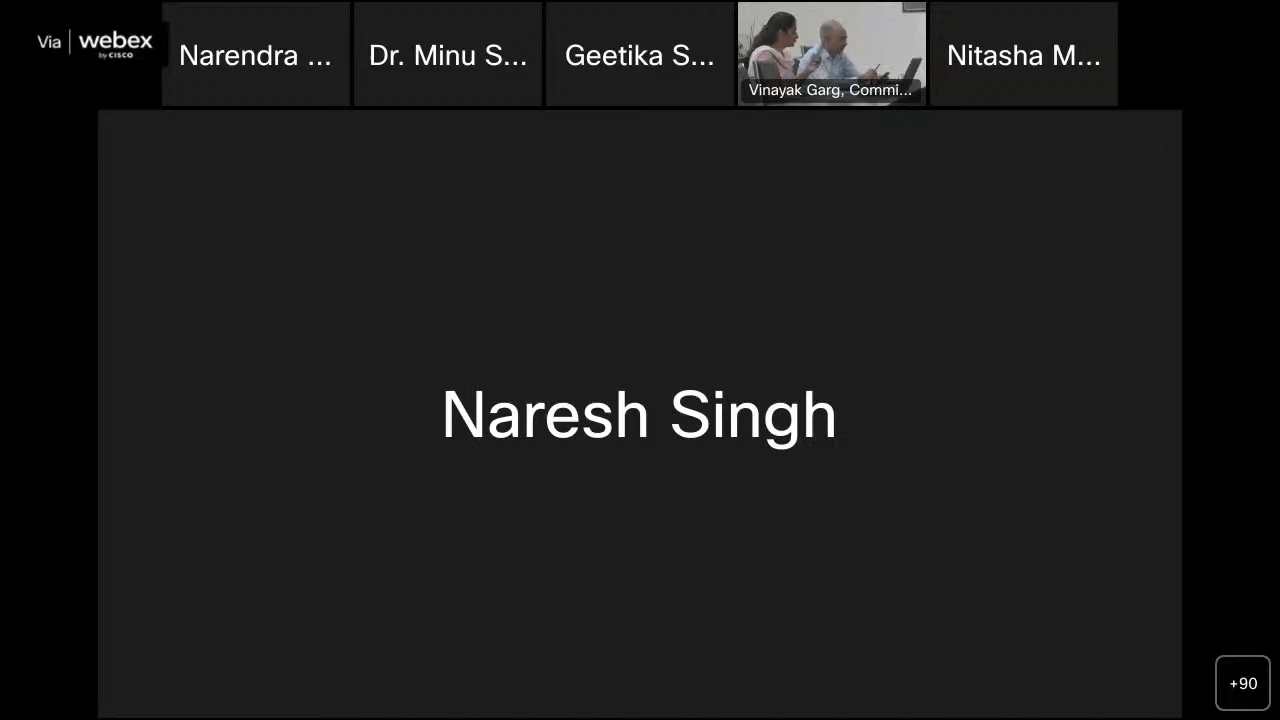 Via webex
by CISCO
Narendra ...
Dr. Minu S...
Geetika S...
Vinayak Garg, Commi...
Nitasha M...
Naresh Singh
+90